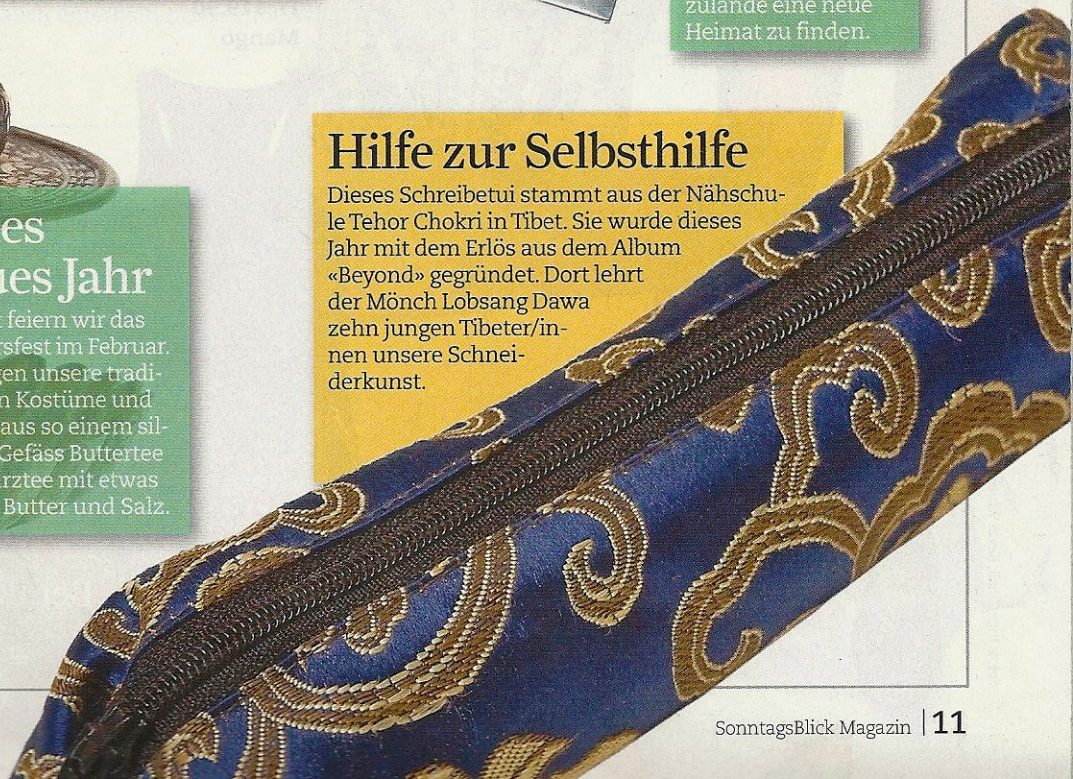 zulande eine neue
Heimat zu finden.
Mango
Hilfe zur Selbsthilfe
Dieses Schreibetui stammt aus der Nähschu-
le Tehor Chokri in Tibet. Sie wurde dieses
Jahr mit dem Erlös aus dem Album
«Beyond» gegründet. Dort lehrt
der Mönch Lobsang Dawa
zehn jungen Tibeter/in-
nen unsere Schnei-
derkunst.
es
ues Jahr
t feiern wir das
rsfest im Februar.
gen unsere tradi-
n Kostüme und
aus so einem sil-
Gefäss Buttertee
rztee mit etwas
Butter und Salz.
SonntagsBlick Magazin | 11